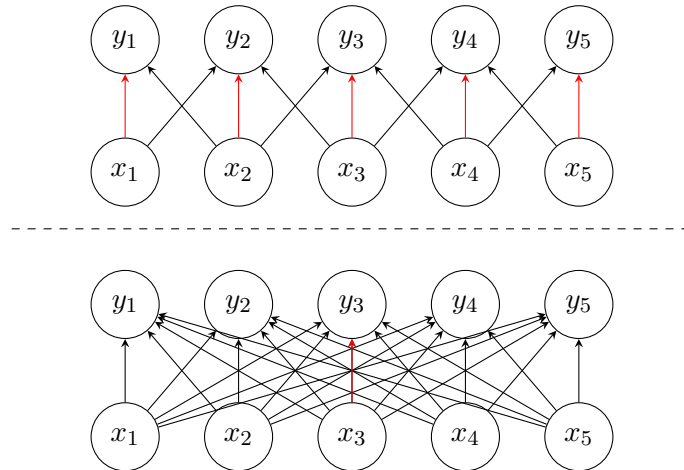 y₁ y₂ y₃ y₄ y₅
x₁ x₂ x₃ x₄ x₅
y₁ y₂ y₃ y₄ y₅
x₁ x₂ x₃ x₄ x₅